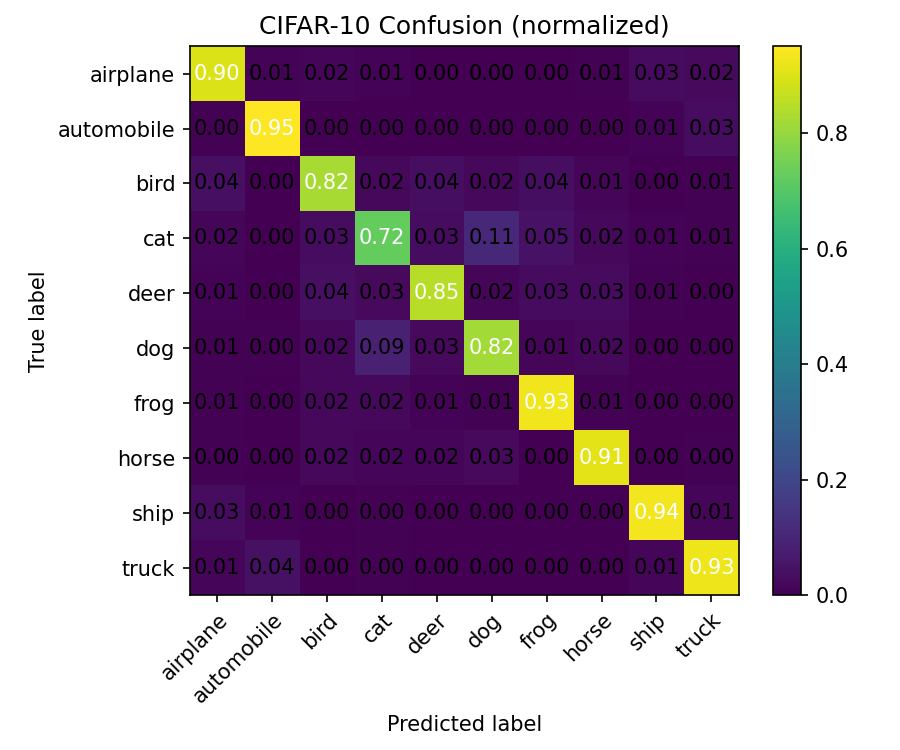 CIFAR-10 Confusion (normalized)
airplane 0.90 0.01 0.02 0.01 0.00 0.00 0.00 0.01 0.03 0.02
automobile 0.00 0.95 0.00 0.00 0.00 0.00 0.00 0.00 0.01 0.03
bird 0.04 0.00 0.82 0.02 0.04 0.02 0.04 0.01 0.00 0.01
cat 0.02 0.00 0.03 0.72 0.03 0.11 0.05 0.02 0.01 0.01
deer 0.01 0.00 0.04 0.03 0.85 0.02 0.03 0.03 0.01 0.00
dog 0.01 0.00 0.02 0.09 0.03 0.82 0.01 0.02 0.00 0.00
frog 0.01 0.00 0.02 0.02 0.01 0.01 0.93 0.01 0.00 0.00
horse 0.00 0.00 0.02 0.02 0.02 0.03 0.00 0.91 0.00 0.00
ship 0.03 0.01 0.00 0.00 0.00 0.00 0.00 0.00 0.94 0.01
truck 0.01 0.04 0.00 0.00 0.00 0.00 0.00 0.00 0.01 0.93
airplane automobile bird cat deer dog frog horse ship truck
Predicted label
True label
0.8
0.6
0.4
0.2
0.0